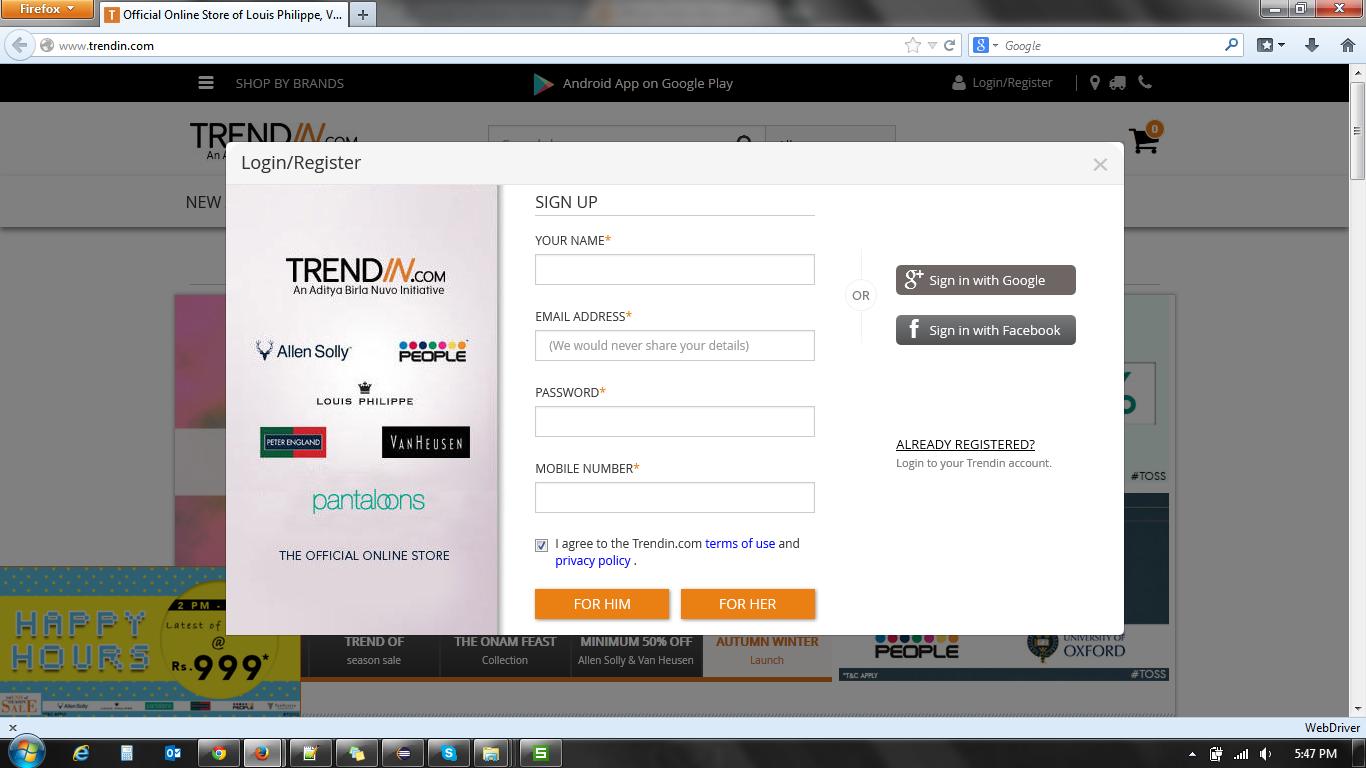 Firefox
Official Online Store of Louis Philippe, V...
www.trendin.com
Google
SHOP BY BRANDS
Android App on Google Play
Login/Register
TRENDIN.COM
0
Login/Register
NEW
TRENDIN.COM
An Aditya Birla Nuvo Initiative
Allen Solly
PEOPLE
LOUIS PHILIPPE
PETER ENGLAND
VAN HEUSEN
pantaloons
THE OFFICIAL ONLINE STORE
SIGN UP
YOUR NAME*
EMAIL ADDRESS*
(We would never share your details)
PASSWORD*
MOBILE NUMBER*
I agree to the Trendin.com terms of use and
privacy policy .
FOR HIM
FOR HER
OR
g+ Sign in with Google
f Sign in with Facebook
ALREADY REGISTERED?
Login to your Trendin account.
#TOSS
HAPPY
HOURS
2 PM -
Latest of
@
Rs.999*
SALE
TREND OF
season sale
THE ONAM FEAST
Collection
MINIMUM 50% OFF
Allen Solly & Van Heusen
AUTUMN WINTER
Launch
PEOPLE
UNIVERSITY OF
OXFORD
*T&C APPLY
#TOSS
WebDriver
5:47 PM